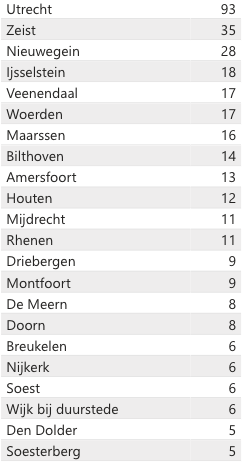 Utrecht 93
Zeist 35
Nieuwegein 28
Ijsselstein 18
Veenendaal 17
Woerden 17
Maarssen 16
Bilthoven 14
Amersfoort 13
Houten 12
Mijdrecht 11
Rhenen 11
Driebergen 9
Montfoort 9
De Meern 8
Doorn 8
Breukelen 6
Nijkerk 6
Soest 6
Wijk bij duurstede 6
Den Dolder 5
Soesterberg 5